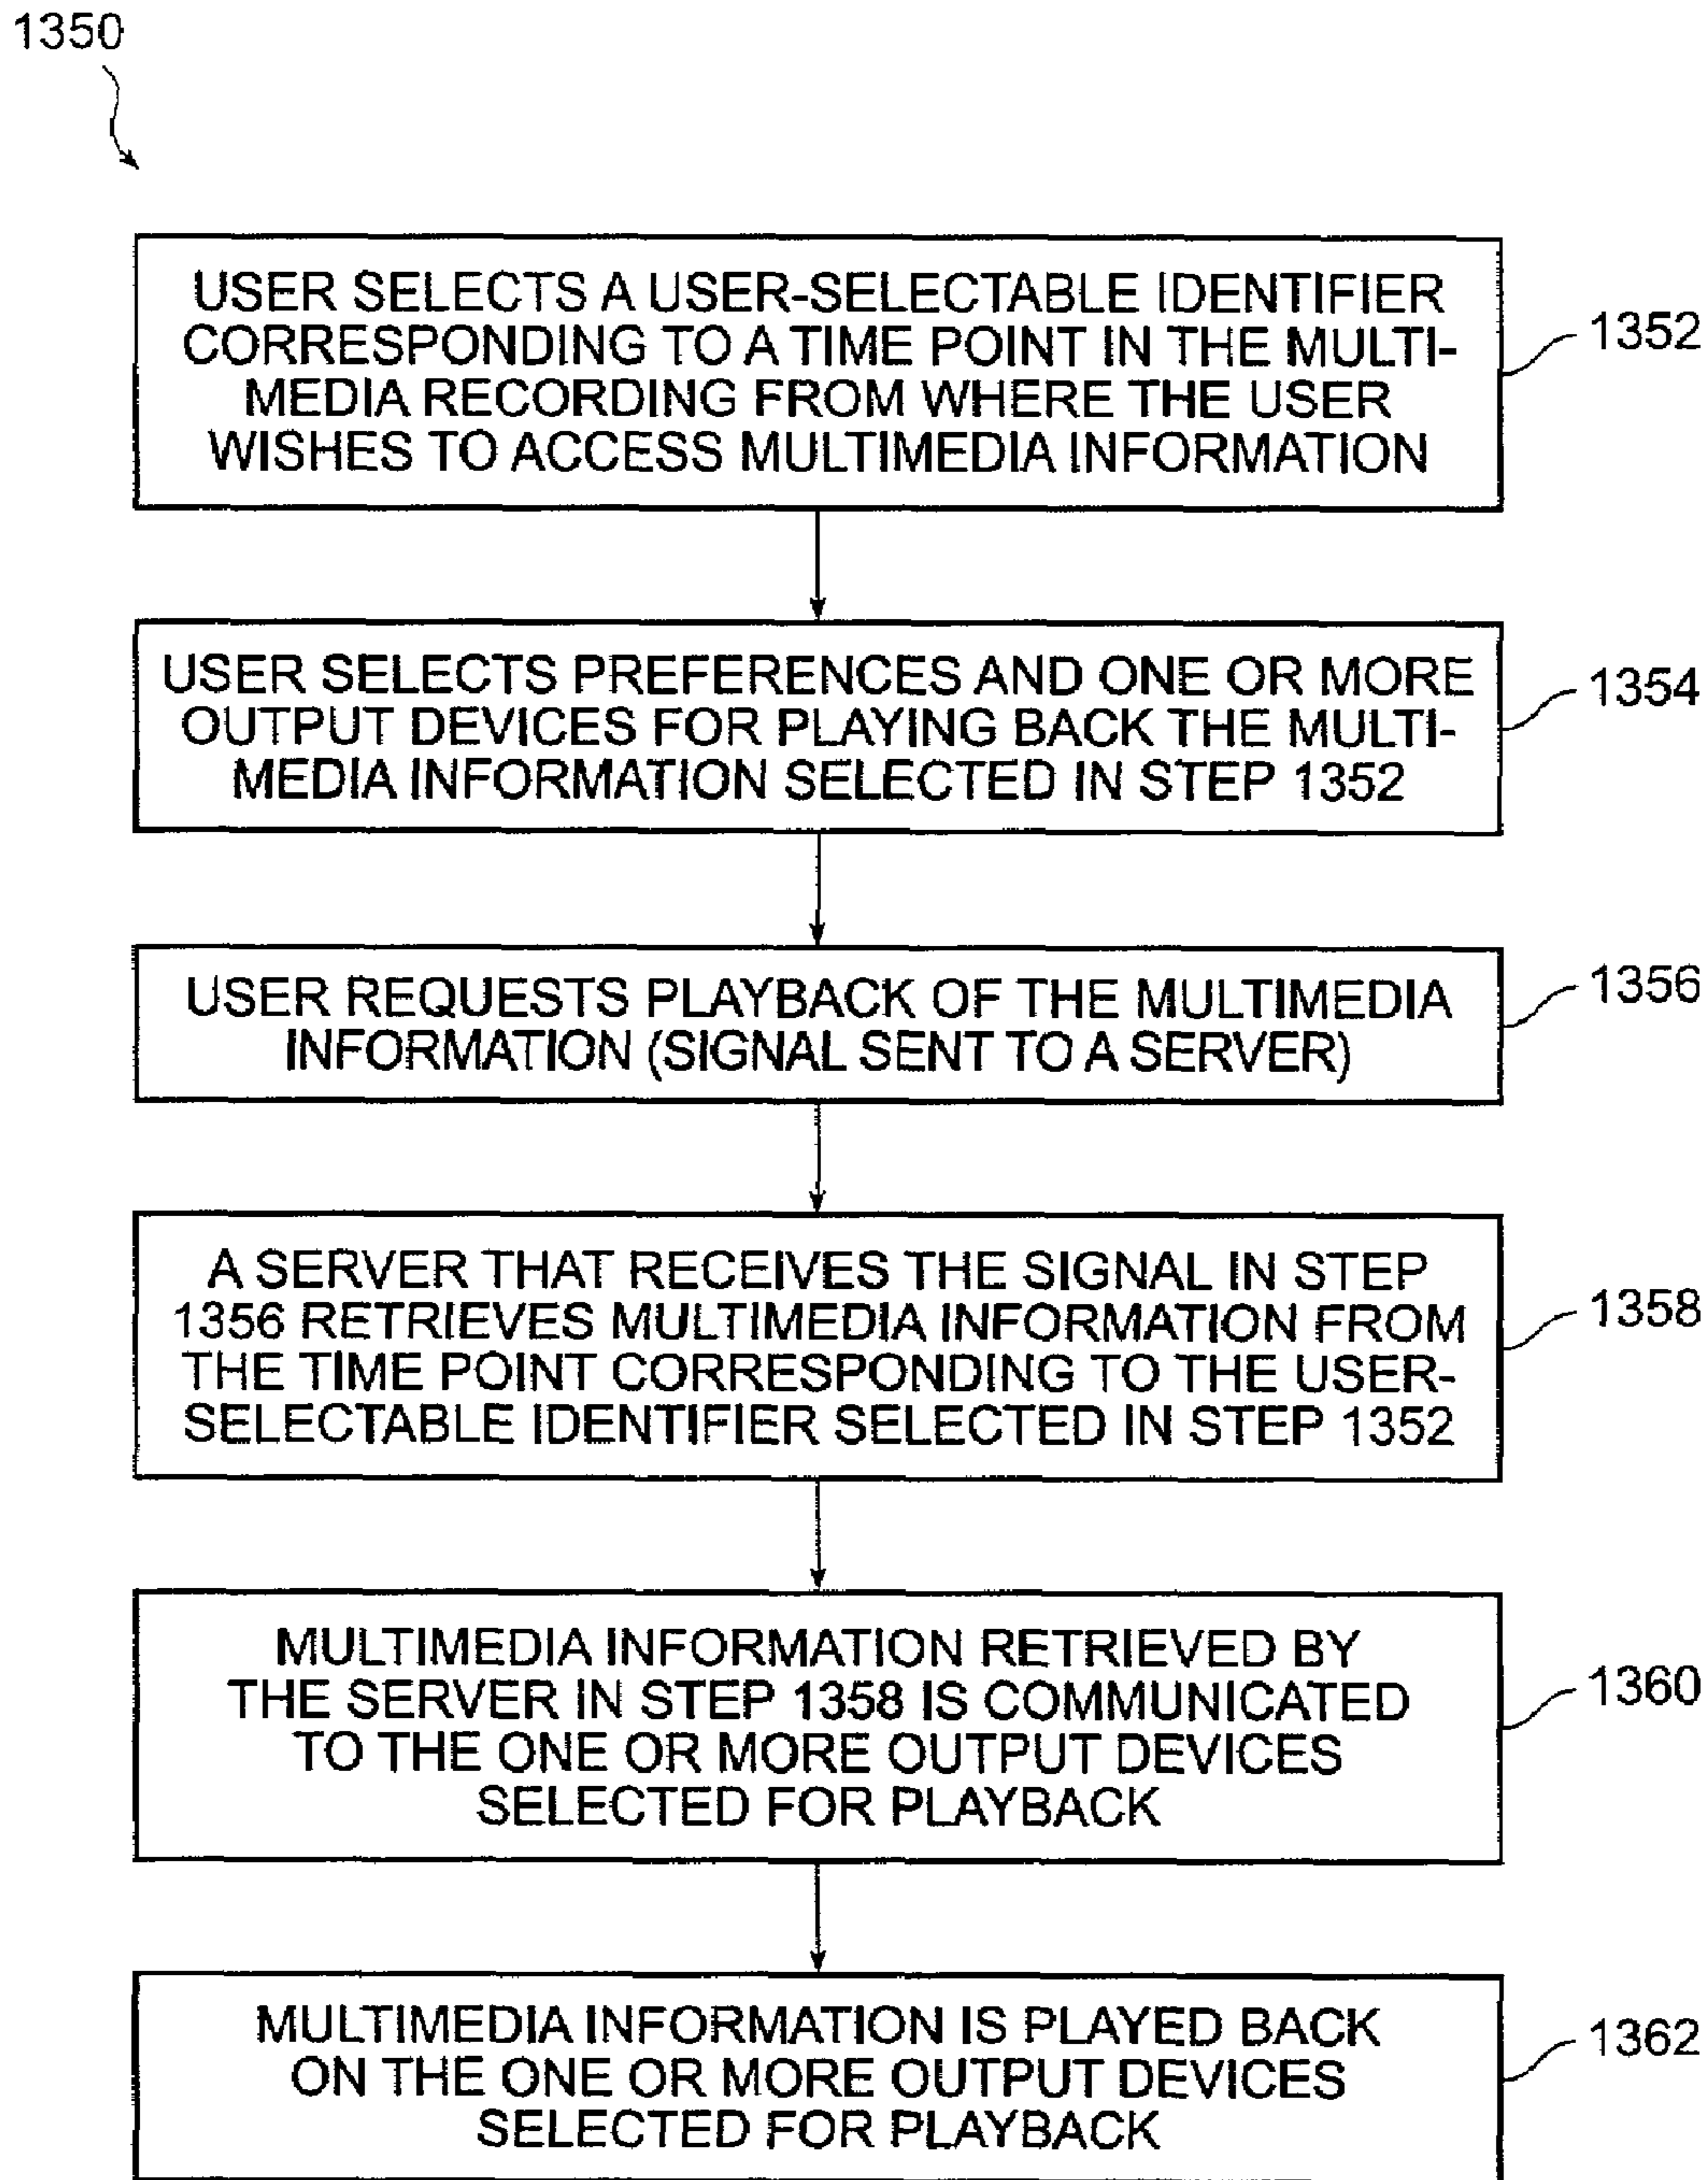 1350
USER SELECTS A USER-SELECTABLE IDENTIFIER
CORRESPONDING TO A TIME POINT IN THE MULTI-
MEDIA RECORDING FROM WHERE THE USER
WISHES TO ACCESS MULTIMEDIA INFORMATION
1352
USER SELECTS PREFERENCES AND ONE OR MORE
OUTPUT DEVICES FOR PLAYING BACK THE MULTI-
MEDIA INFORMATION SELECTED IN STEP 1352
1354
USER REQUESTS PLAYBACK OF THE MULTIMEDIA
INFORMATION (SIGNAL SENT TO A SERVER)
1356
A SERVER THAT RECEIVES THE SIGNAL IN STEP
1356 RETRIEVES MULTIMEDIA INFORMATION FROM
THE TIME POINT CORRESPONDING TO THE USER-
SELECTABLE IDENTIFIER SELECTED IN STEP 1352
1358
MULTIMEDIA INFORMATION RETRIEVED BY
THE SERVER IN STEP 1358 IS COMMUNICATED
TO THE ONE OR MORE OUTPUT DEVICES
SELECTED FOR PLAYBACK
1360
MULTIMEDIA INFORMATION IS PLAYED BACK
ON THE ONE OR MORE OUTPUT DEVICES
SELECTED FOR PLAYBACK
1362